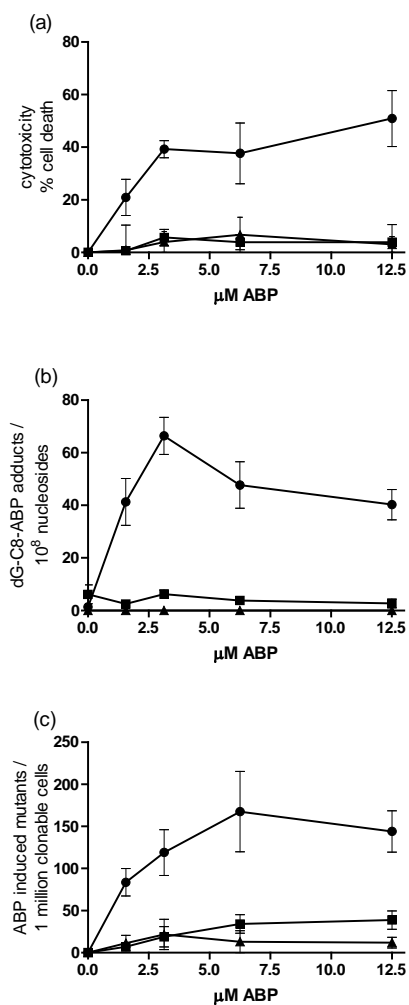 (a)
80
60
40
20
0
cytotoxicity
% cell death
0.0 2.5 5.0 7.5 10.0 12.5
µM ABP
(b)
80
60
40
20
0
dG-C8-ABP adducts /
10⁸ nucleosides
0.0 2.5 5.0 7.5 10.0 12.5
µM ABP
(c)
250
200
150
100
50
0
ABP induced mutants /
1 million clonable cells
0.0 2.5 5.0 7.5 10.0 12.5
µM ABP